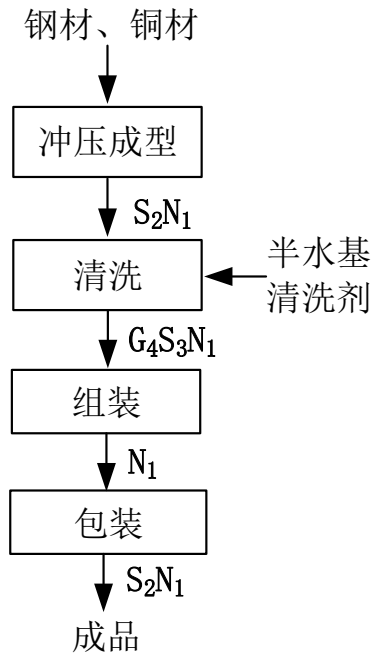 钢材、铜材
冲压成型
S₂N₁
清洗
半水基
清洗剂
G₄S₃N₁
组装
N₁
包装
S₂N₁
成品